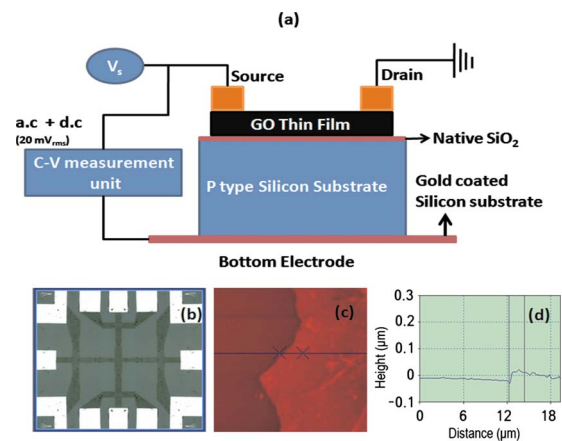 (a)
V_s
Source
Drain
a.c + d.c
(20 mV_rms)
GO Thin Film
Native SiO₂
C-V measurement
unit
P type Silicon Substrate
Gold coated
Silicon substrate
Bottom Electrode
(b)
(c)
(d)
Height (μm)
0.3
0.2
0.1
0
−0.1
0
6
12
18
Distance (μm)